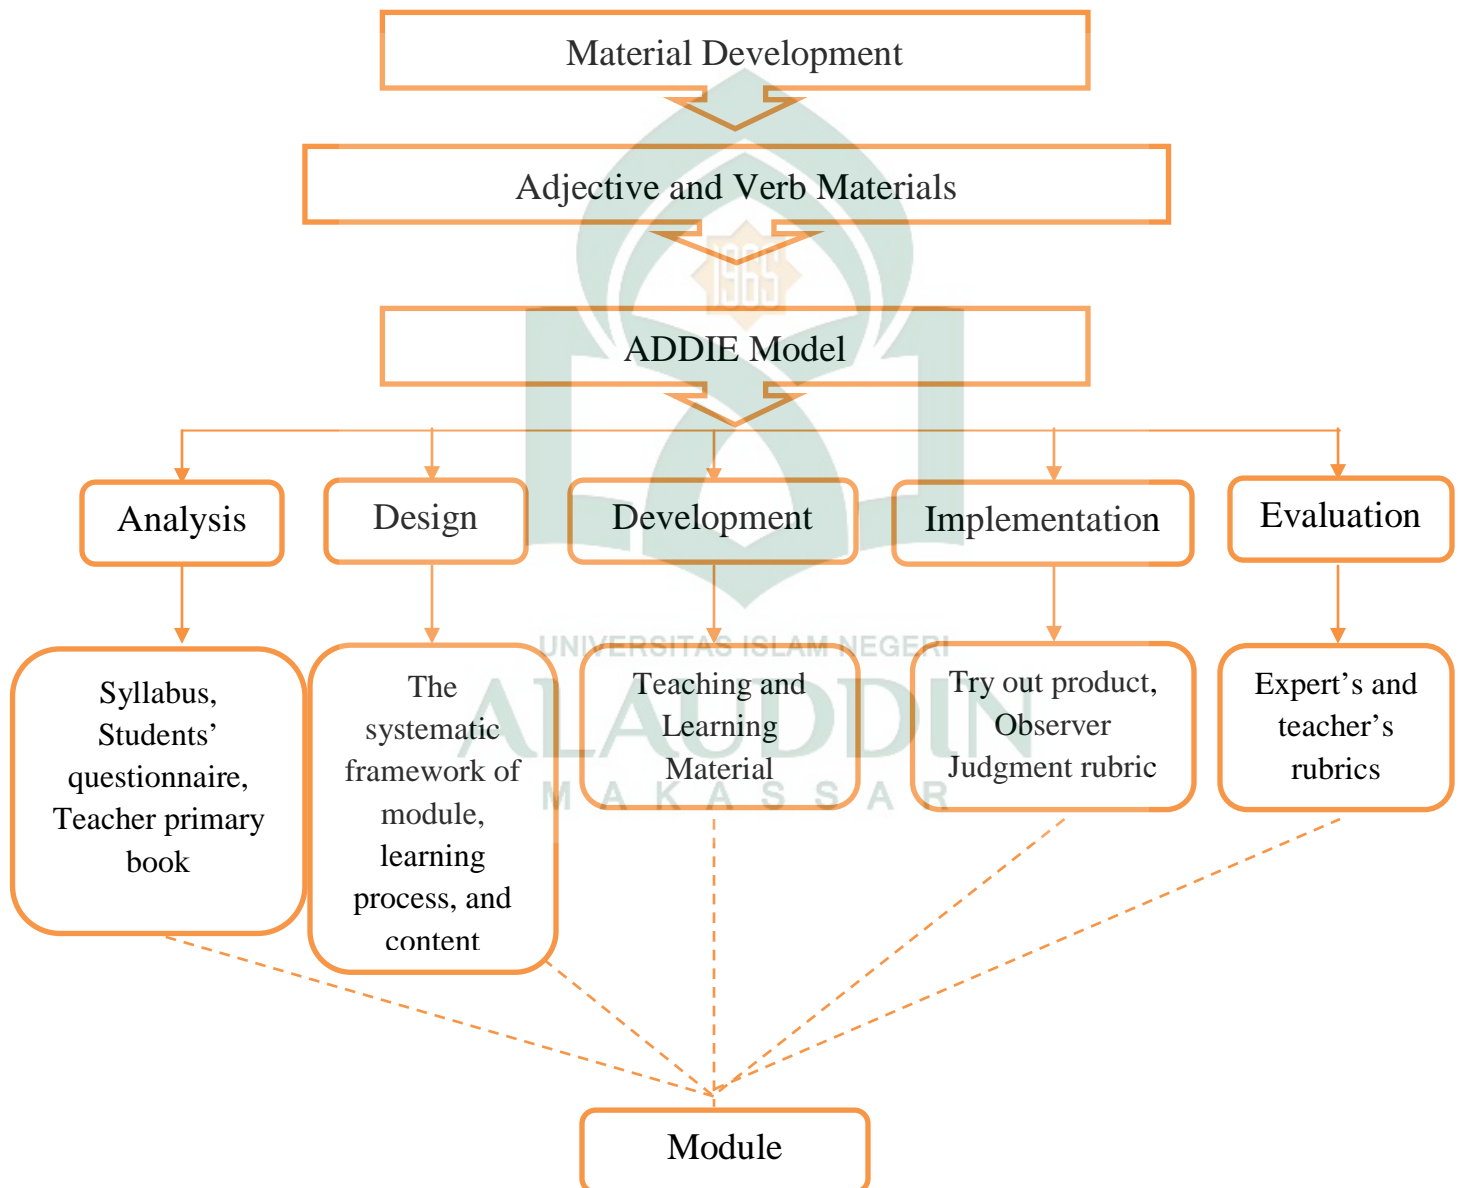 Material Development
Adjective and Verb Materials
1965
ADDIE Model
Analysis
Design
Development
Implementation
Evaluation
Syllabus,
Students’
questionnaire,
Teacher primary
book
The
systematic
framework of
module,
learning
process, and
content
Teaching and
Learning
Material
Try out product,
Observer
Judgment rubric
Expert’s and
teacher’s
rubrics
UNIVERSITAS ISLAM NEGERI
ALAUDDIN
MAKASSAR
Module